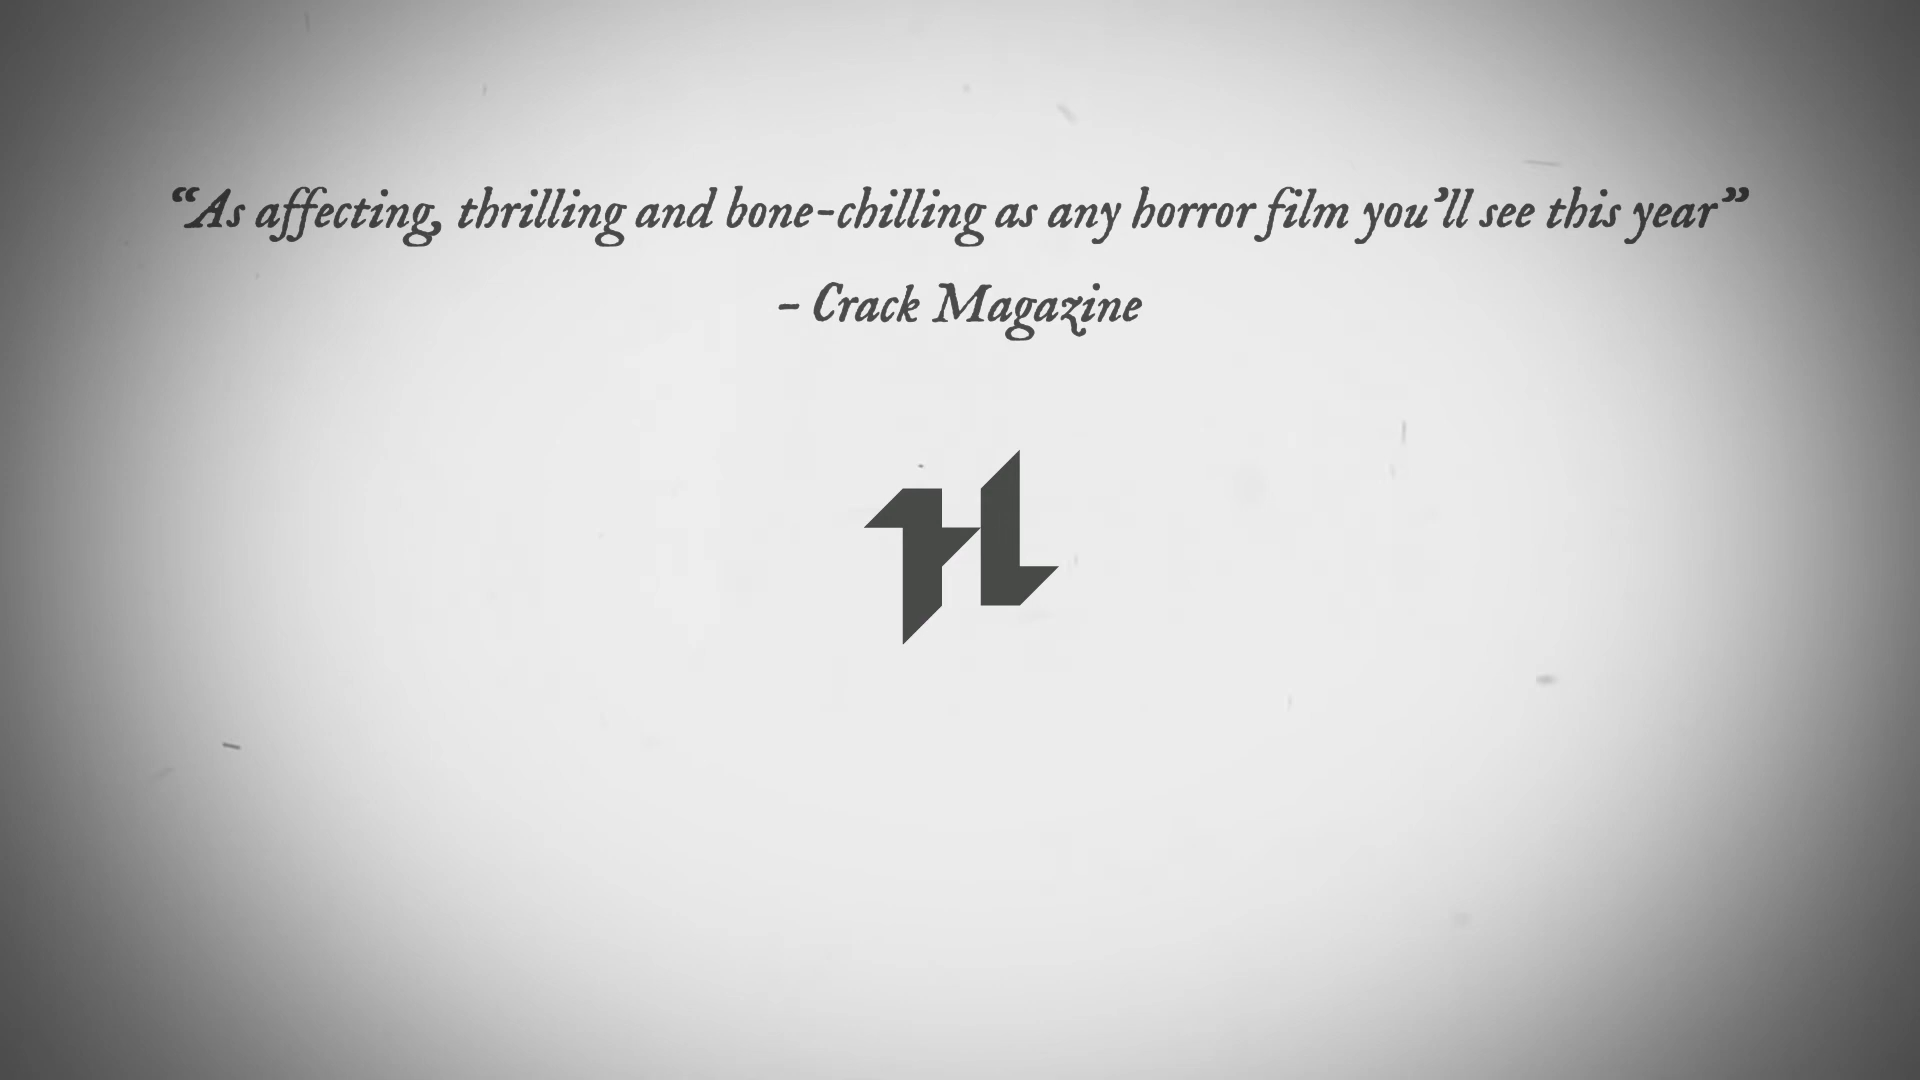 “As affecting, thrilling and bone-chilling as any horror film you’ll see this year”
- Crack Magazine